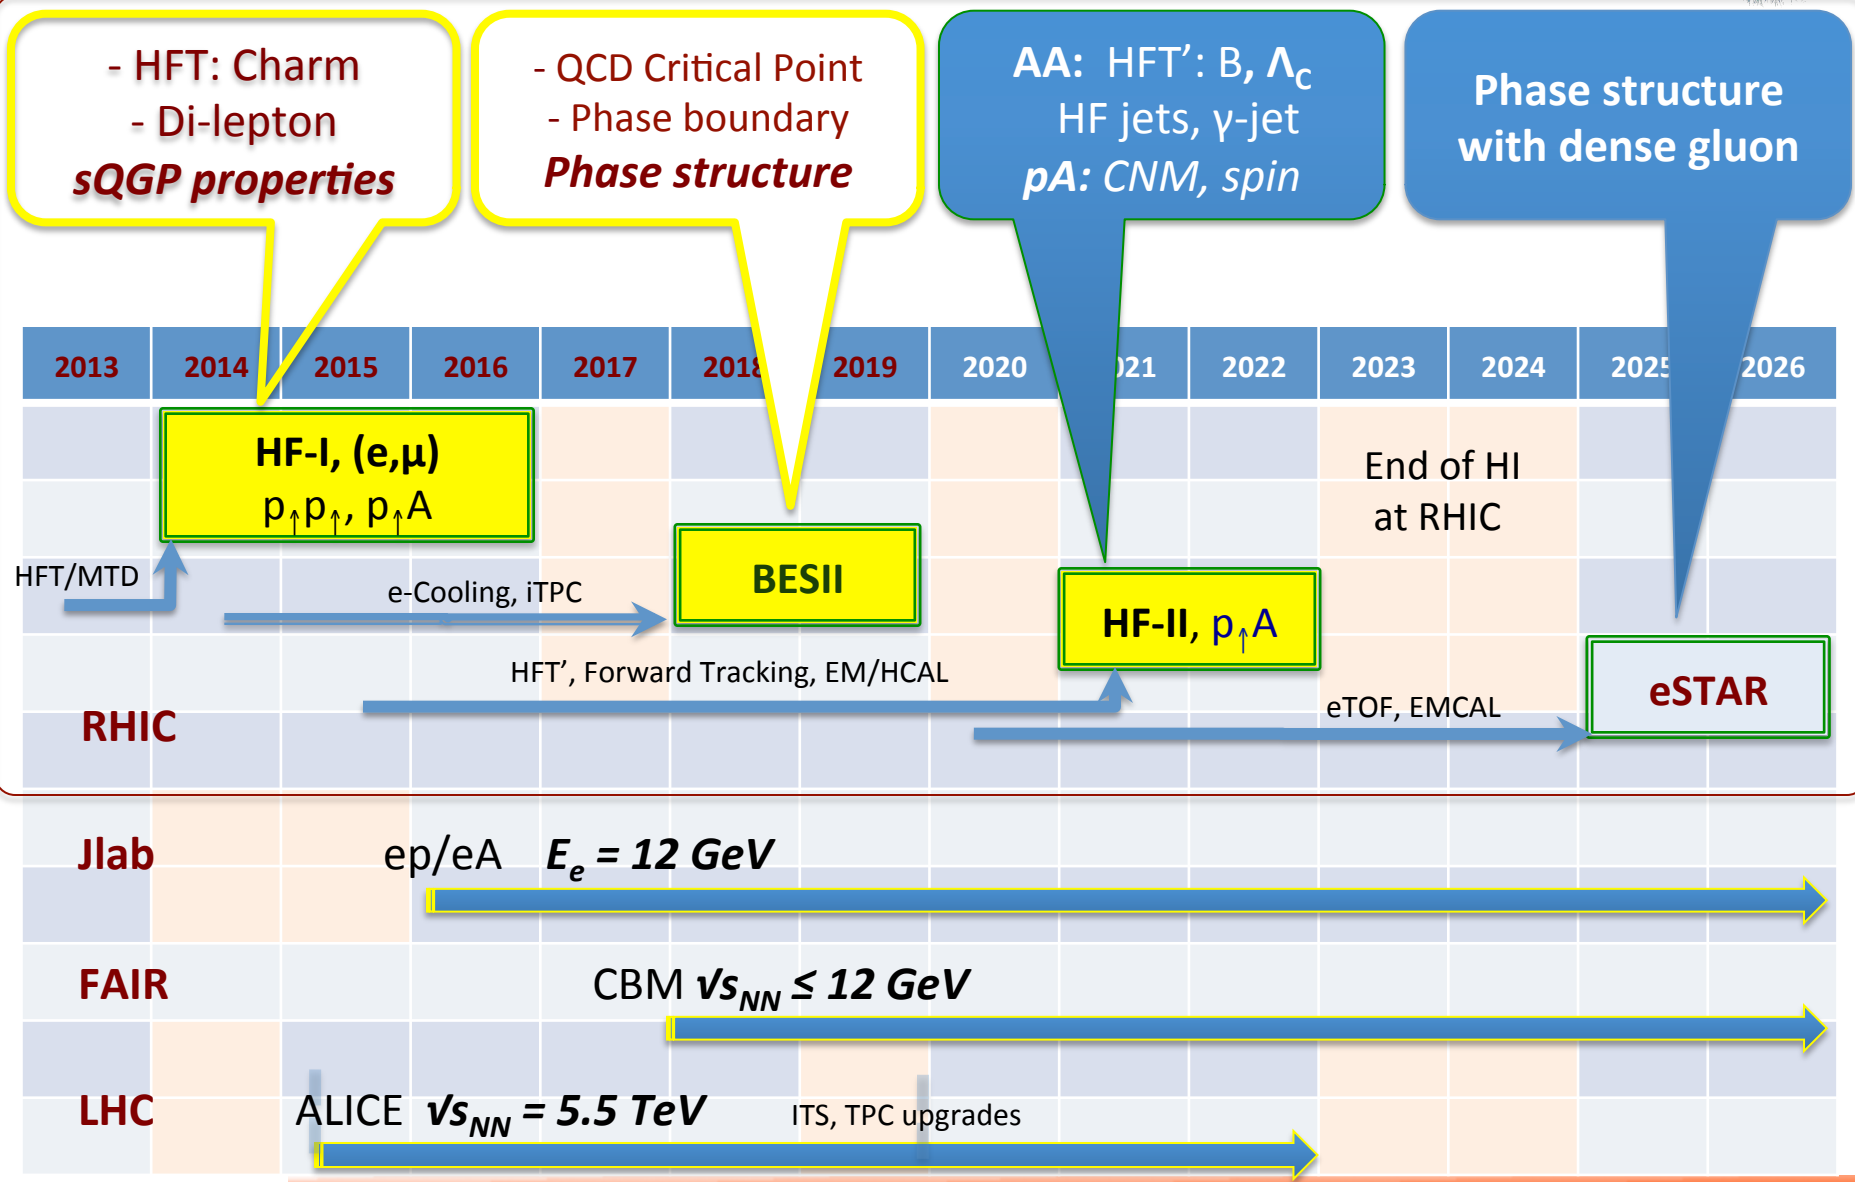 - HFT: Charm
- Di-lepton
sQGP properties
- QCD Critical Point
- Phase boundary
Phase structure
AA: HFT’: B, Λc
HF jets, γ-jet
pA: CNM, spin
Phase structure
with dense gluon
2013 2014 2015 2016 2017 2018 2019 2020 021 2022 2023 2024 2025 2026
HF-I, (e,μ)
p↑p↑, p↑A
End of HI
at RHIC
HFT/MTD
e-Cooling, iTPC
BESII
HF-II, p↑A
HFT’, Forward Tracking, EM/HCAL
eTOF, EMCAL
eSTAR
RHIC
Jlab
ep/eA Ee = 12 GeV
FAIR
CBM √sNN ≤ 12 GeV
LHC
ALICE √sNN = 5.5 TeV
ITS, TPC upgrades